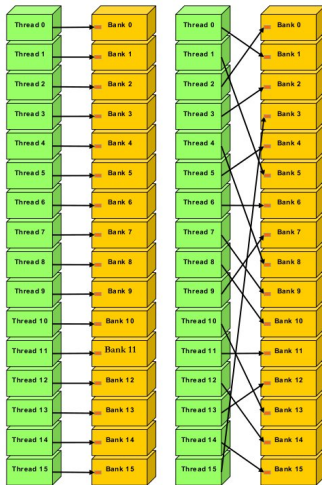 Thread 0 Bank 0 Thread 0 Bank 0
Thread 1 Bank 1 Thread 1 Bank 1
Thread 2 Bank 2 Thread 2 Bank 2
Thread 3 Bank 3 Thread 3 Bank 3
Thread 4 Bank 4 Thread 4 Bank 4
Thread 5 Bank 5 Thread 5 Bank 5
Thread 6 Bank 6 Thread 6 Bank 6
Thread 7 Bank 7 Thread 7 Bank 7
Thread 8 Bank 8 Thread 8 Bank 8
Thread 9 Bank 9 Thread 9 Bank 9
Thread 10 Bank 10 Thread 10 Bank 10
Thread 11 Bank 11 Thread 11 Bank 11
Thread 12 Bank 12 Thread 12 Bank 12
Thread 13 Bank 13 Thread 13 Bank 13
Thread 14 Bank 14 Thread 14 Bank 14
Thread 15 Bank 15 Thread 15 Bank 15